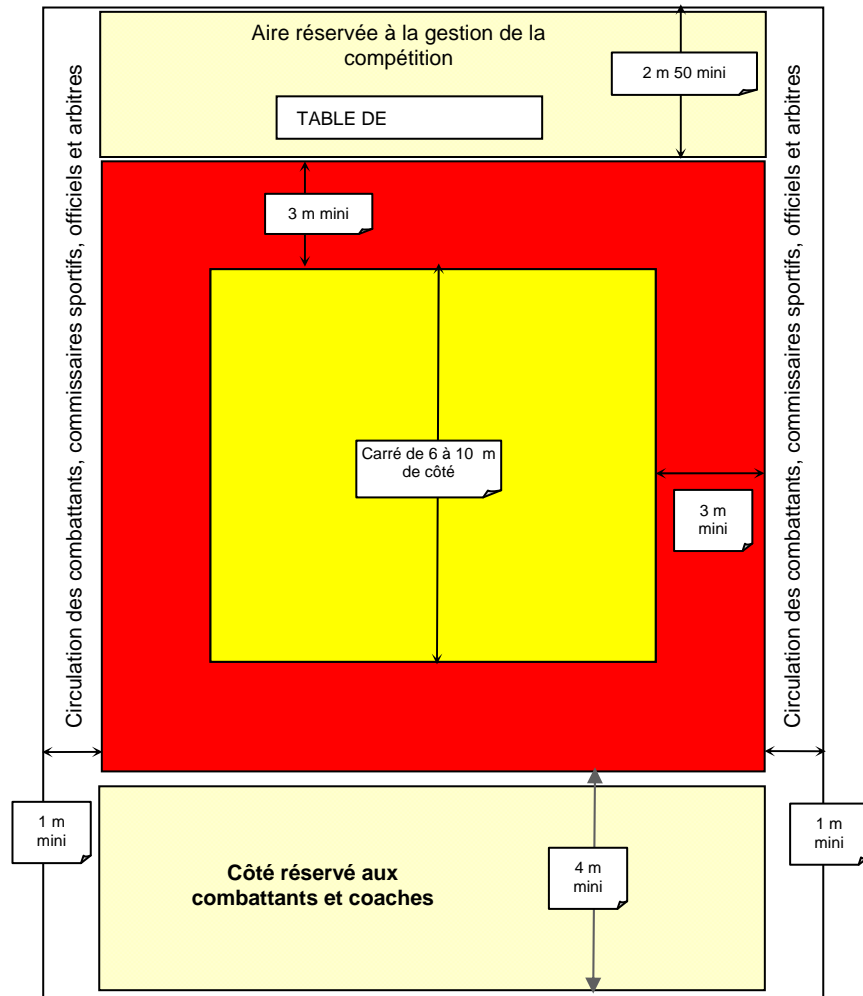 Aire réservée à la gestion de la
compétition
2 m 50 mini
TABLE DE
Circulation des combattants, commissaires sportifs, officiels et arbitres
Circulation des combattants, commissaires sportifs, officiels et arbitres
3 m mini
Carré de 6 à 10 m
de côté
3 m
mini
1 m
mini
1 m
mini
Côté réservé aux
combattants et coaches
4 m
mini